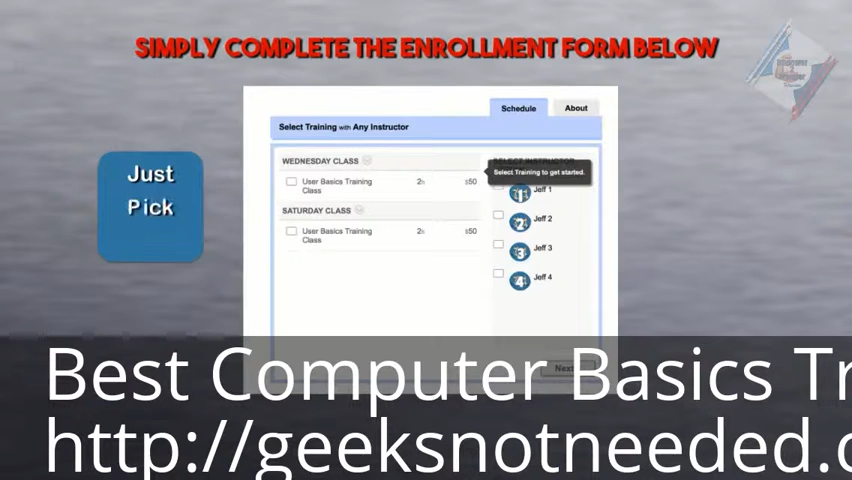 SIMPLY COMPLETE THE ENROLLMENT FORM BELOW
Just
Pick
Schedule
About
Select Training with Any Instructor
WEDNESDAY CLASS
SELECT INSTRUCTOR
Select Training to get started.
User Basics Training
Class
2h
$50
Jeff 1
SATURDAY CLASS
Jeff 2
User Basics Training
Class
2h
$50
Jeff 3
Jeff 4
Next
Best Computer Basics Tr
http://geeksnotneeded.c